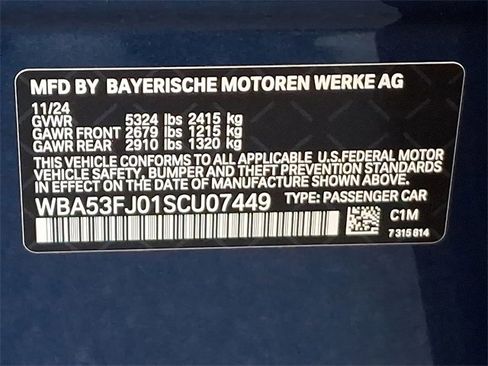 MFD BY BAYERISCHE MOTOREN WERKE AG
11/24
GVWR 5324 lbs 2415 kg
GAWR FRONT 2679 lbs 1215 kg
GAWR REAR 2910 lbs 1320 kg
THIS VEHICLE CONFORMS TO ALL APPLICABLE U.S.FEDERAL MOTOR
VEHICLE SAFETY, BUMPER AND THEFT PREVENTION STANDARDS IN
EFFECT ON THE DATE OF MANUFACTURE SHOWN ABOVE.
WBA53FJ01SCU07449 TYPE: PASSENGER CAR
C1M
7 315 614